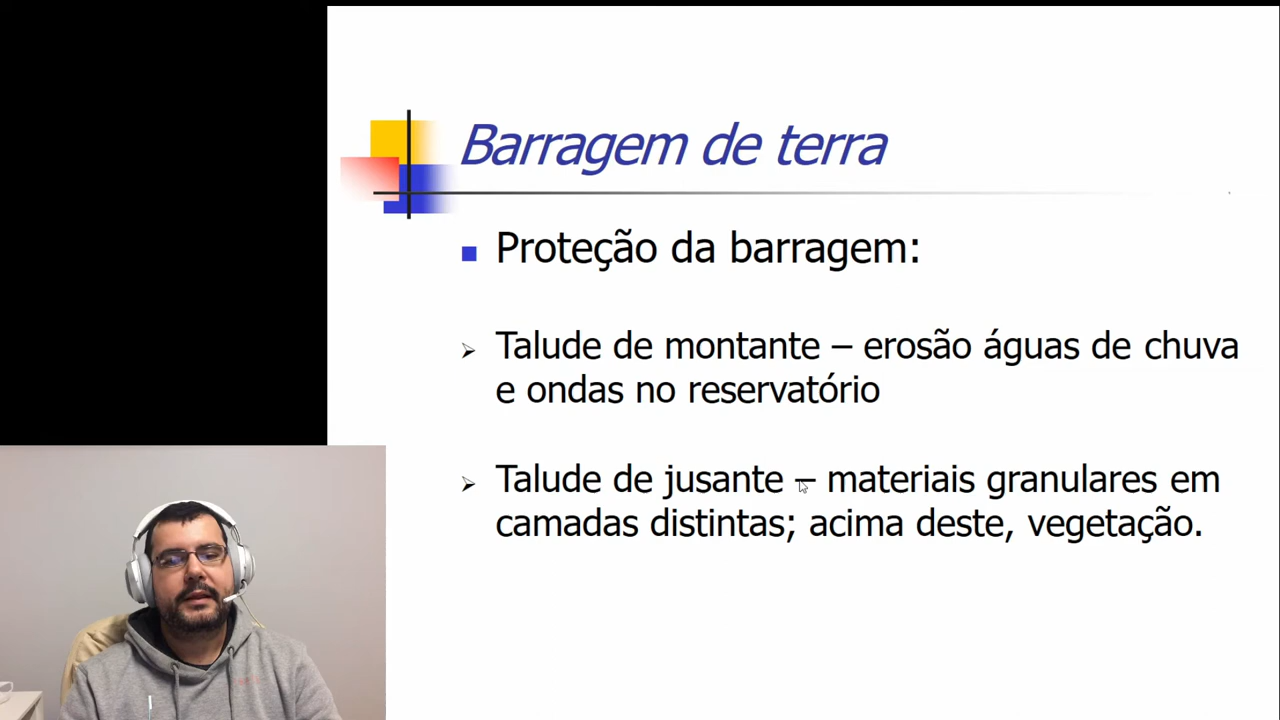 Barragem de terra
Proteção da barragem:
Talude de montante – erosão águas de chuva
e ondas no reservatório
Talude de jusante – materiais granulares em
camadas distintas; acima deste, vegetação.